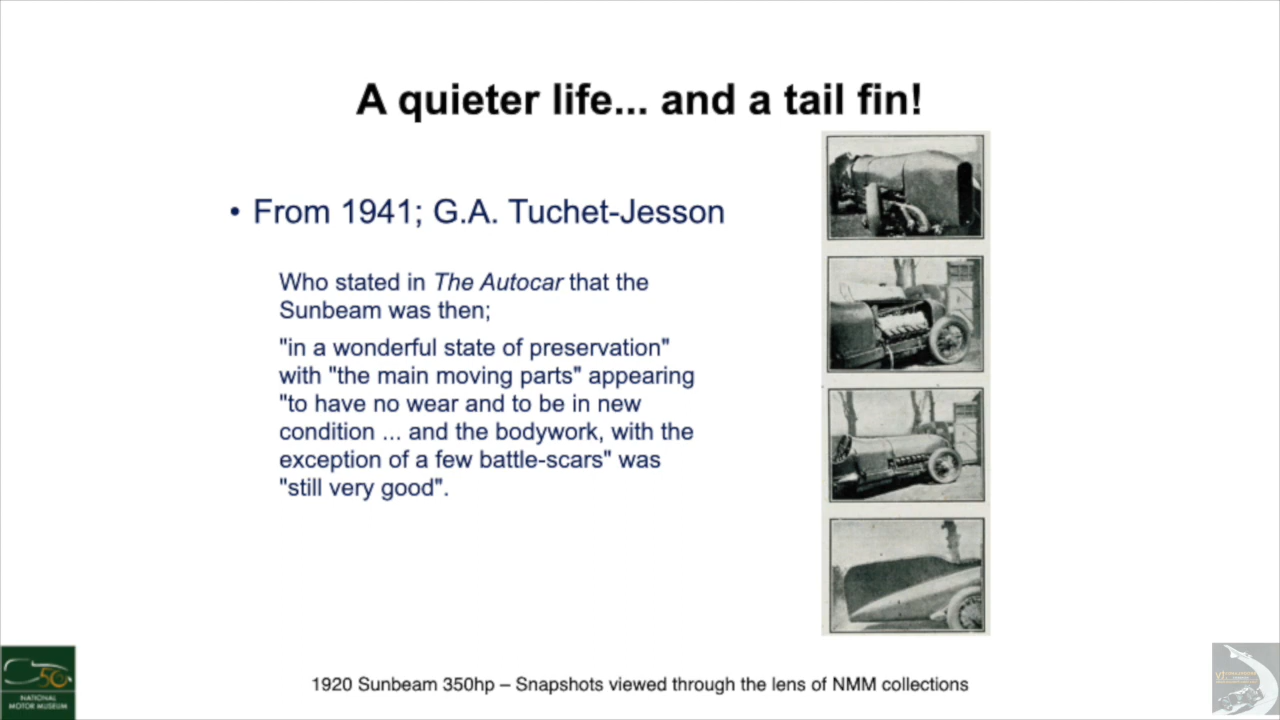 A quieter life... and a tail fin!
• From 1941; G.A. Tuchet-Jesson
Who stated in The Autocar that the
Sunbeam was then;
"in a wonderful state of preservation"
with "the main moving parts" appearing
"to have no wear and to be in new
condition ... and the bodywork, with the
exception of a few battle-scars" was
"still very good".
50
NATIONAL
MOTOR MUSEUM
1920 Sunbeam 350hp – Snapshots viewed through the lens of NMM collections